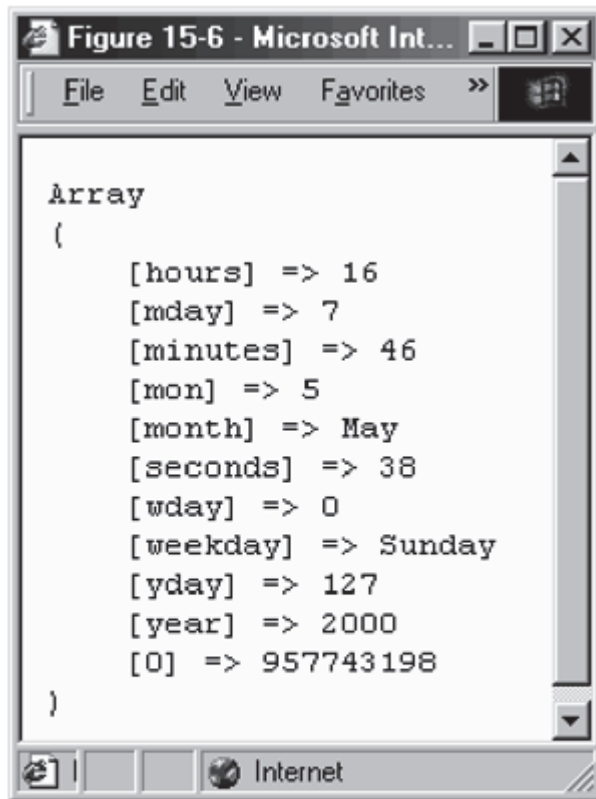 Figure 15-6 - Microsoft Int...
File Edit View Favorites »
Array
(
[hours] => 16
[mday] => 7
[minutes] => 46
[mon] => 5
[month] => May
[seconds] => 38
[wday] => 0
[weekday] => Sunday
[yday] => 127
[year] => 2000
[0] => 957743198
)
Internet